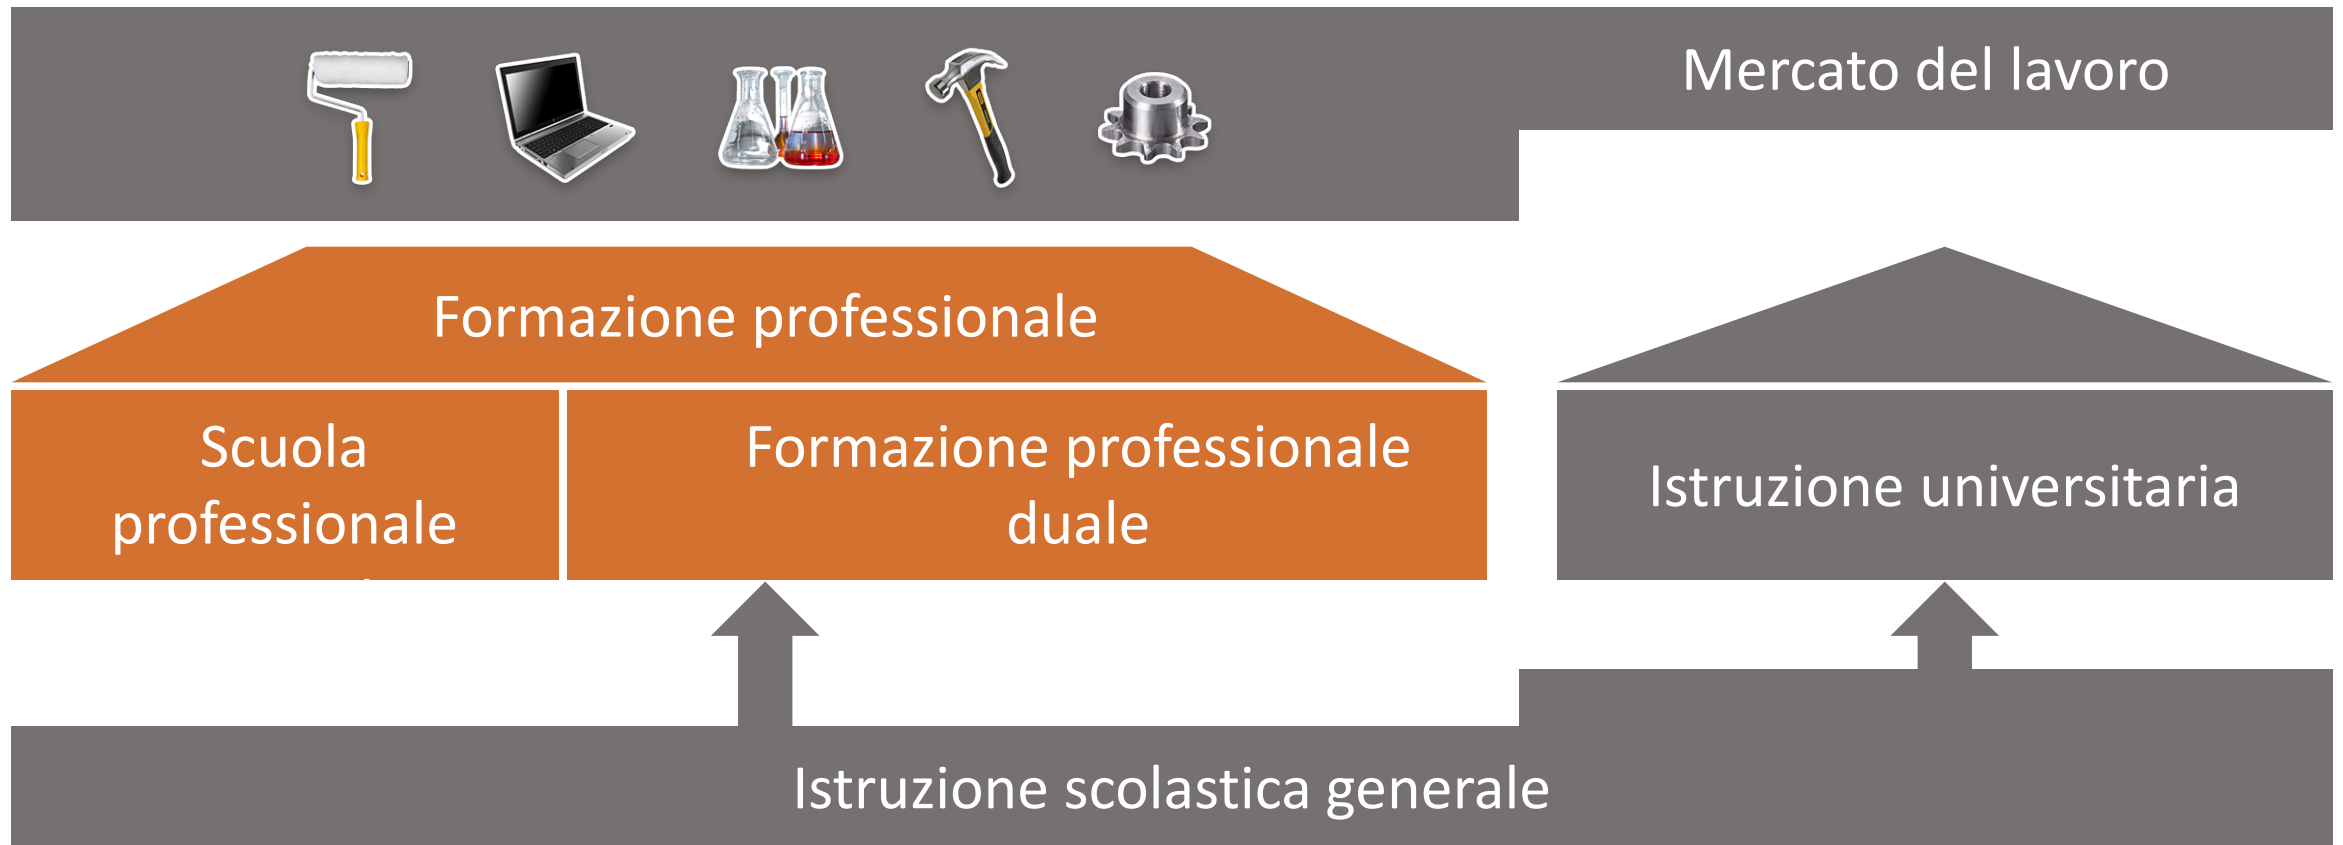 Mercato del lavoro
Formazione professionale
Scuola
professionale
Formazione professionale
duale
Istruzione universitaria
Istruzione scolastica generale